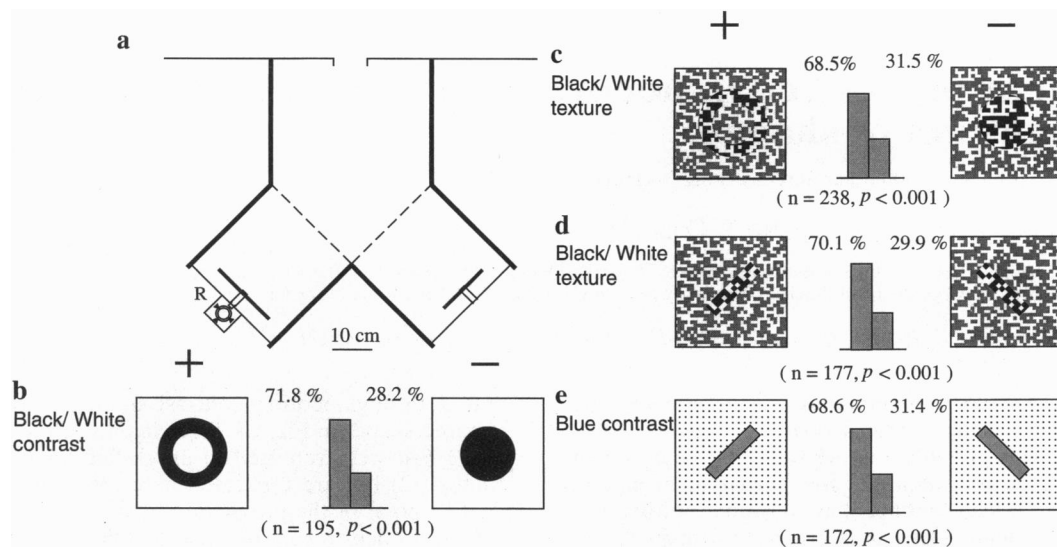 a
R
10 cm
+
−
b
Black/ White
contrast
71.8 %
28.2 %
( n = 195, p<0.001 )
+
−
c
Black/ White
texture
68.5%
31.5 %
( n = 238, p < 0.001 )
d
Black/ White
texture
70.1 %
29.9 %
( n = 177, p < 0.001 )
e
Blue contrast
68.6 %
31.4 %
( n = 172, p < 0.001 )